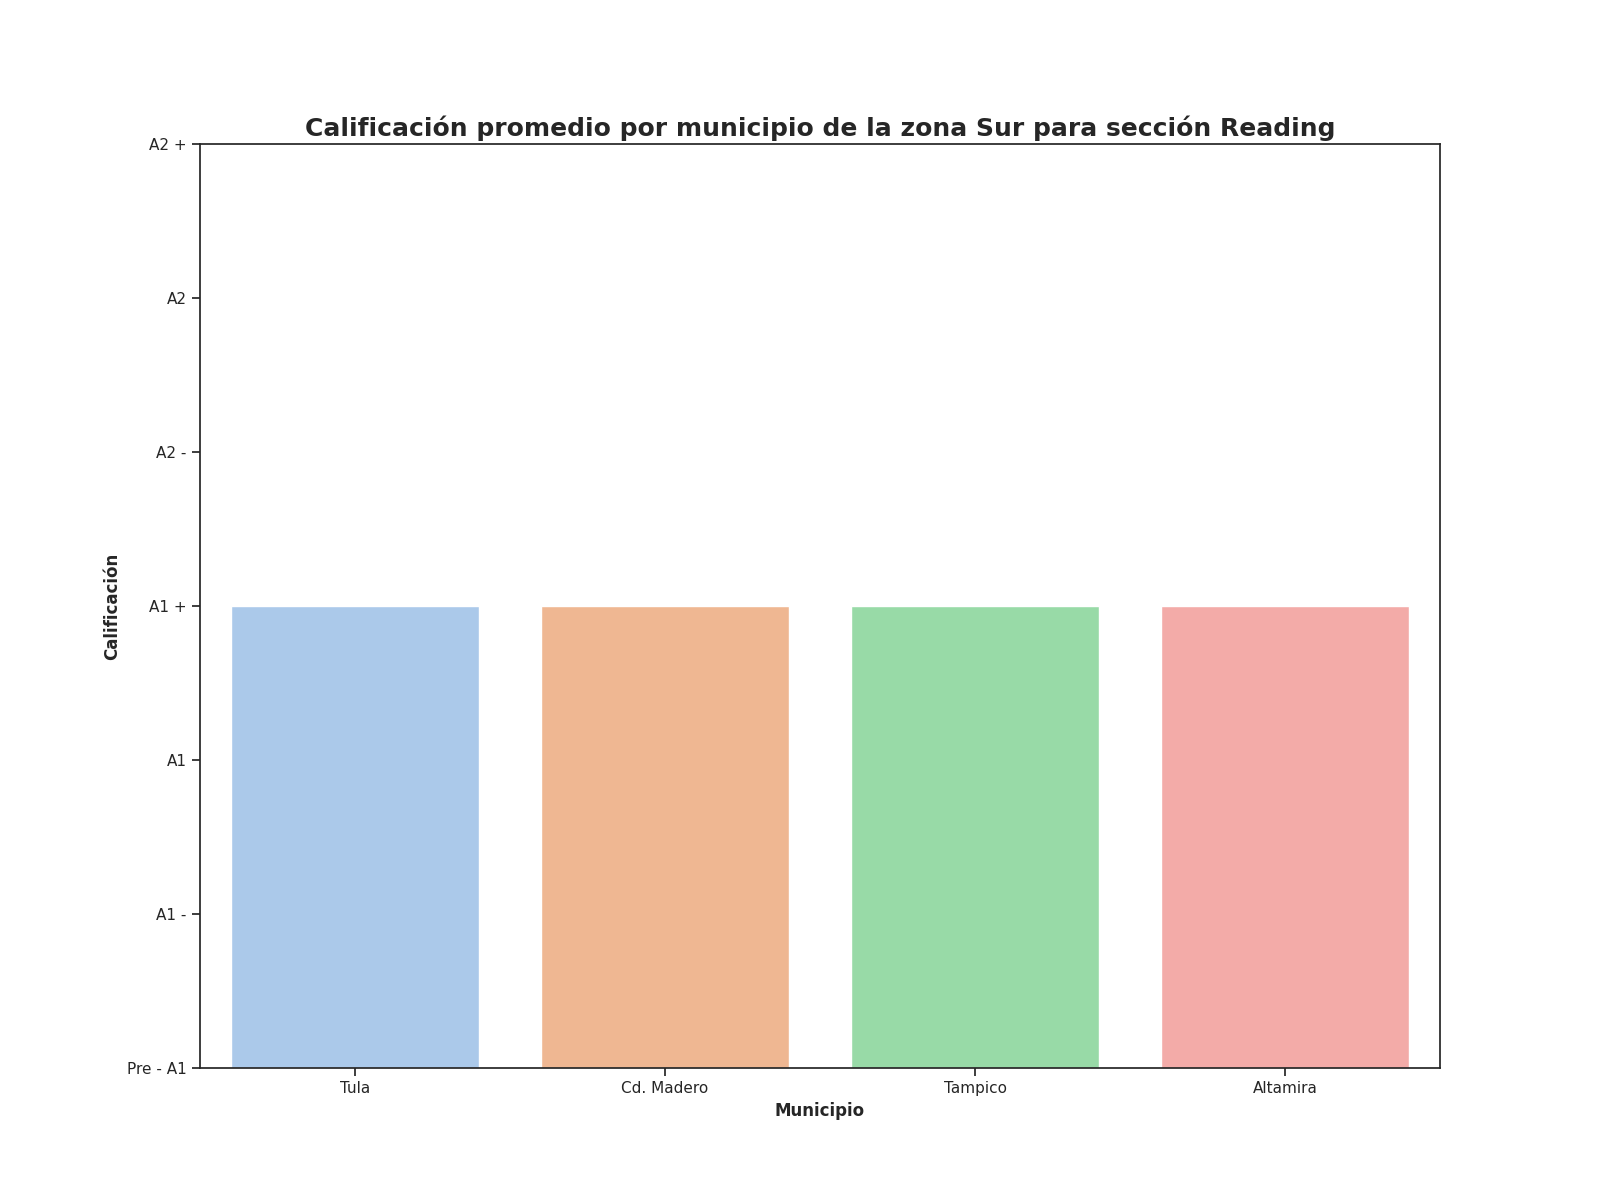 Calificación promedio por municipio de la zona Sur para sección Reading
A2 +
A2
A2 -
A1 +
A1
A1 -
Pre - A1
Calificación
Tula
Cd. Madero
Tampico
Altamira
Municipio